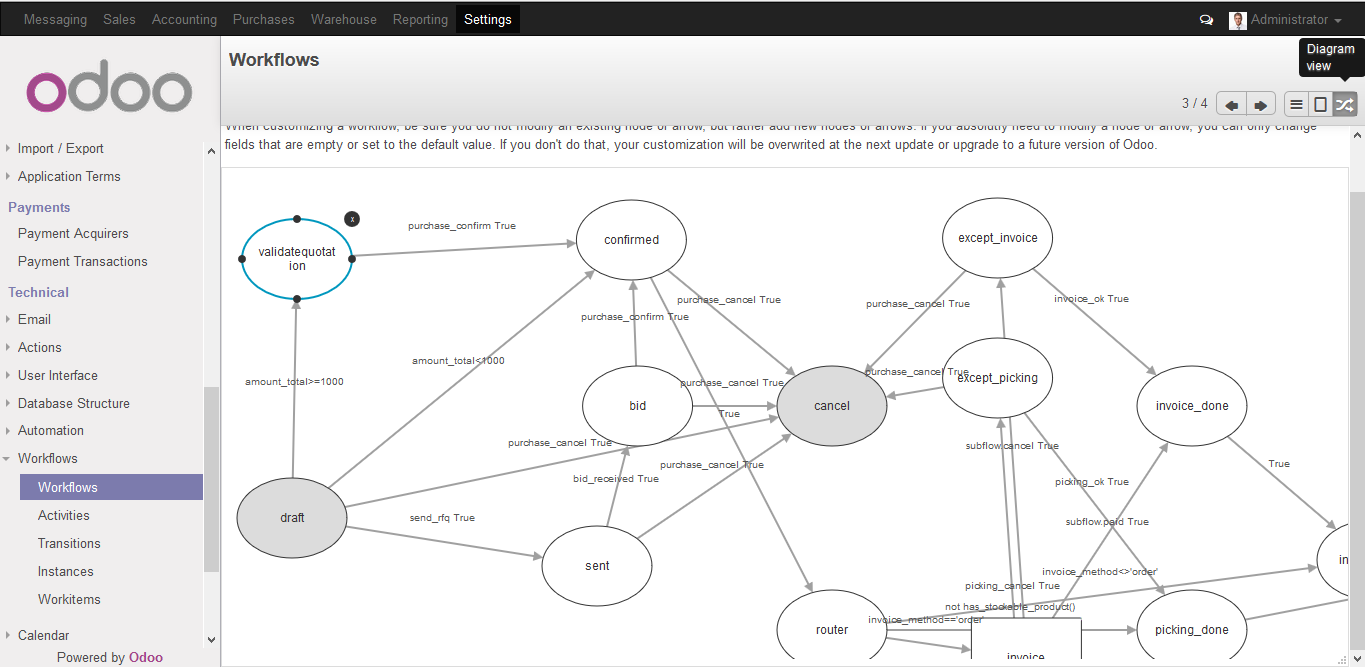 Messaging Sales Accounting Purchases Warehouse Reporting Settings Administrator
Diagram
view
odoo
Workflows
3 / 4
Import / Export
Application Terms
Payments
Payment Acquirers
Payment Transactions
Technical
Email
Actions
User Interface
Database Structure
Automation
Workflows
Workflows
Activities
Transitions
Instances
Workitems
Calendar
Powered by Odoo
When customizing a workflow, be sure you do not modify an existing node or arrow, but rather add new nodes or arrows. If you absolutly need to modify a node or arrow, you can only change
fields that are empty or set to the default value. If you don't do that, your customization will be overwrited at the next update or upgrade to a future version of Odoo.
x
validatequotat
ion
purchase_confirm True
confirmed
except_invoice
purchase_cancel True
purchase_cancel True
invoice_ok True
purchase_confirm True
amount_total<1000
amount_total>=1000
purchase_cancel True
purchase_cancel True
except_picking
bid
True
cancel
invoice_done
purchase_cancel True
subflow.cancel True
purchase_cancel True
True
bid_received True
picking_ok True
draft
send_rfq True
subflow.paid True
sent
in
invoice_method<>'order'
picking_cancel True
not has_stockable_product()
invoice_method=='order'
router
picking_done
invoice